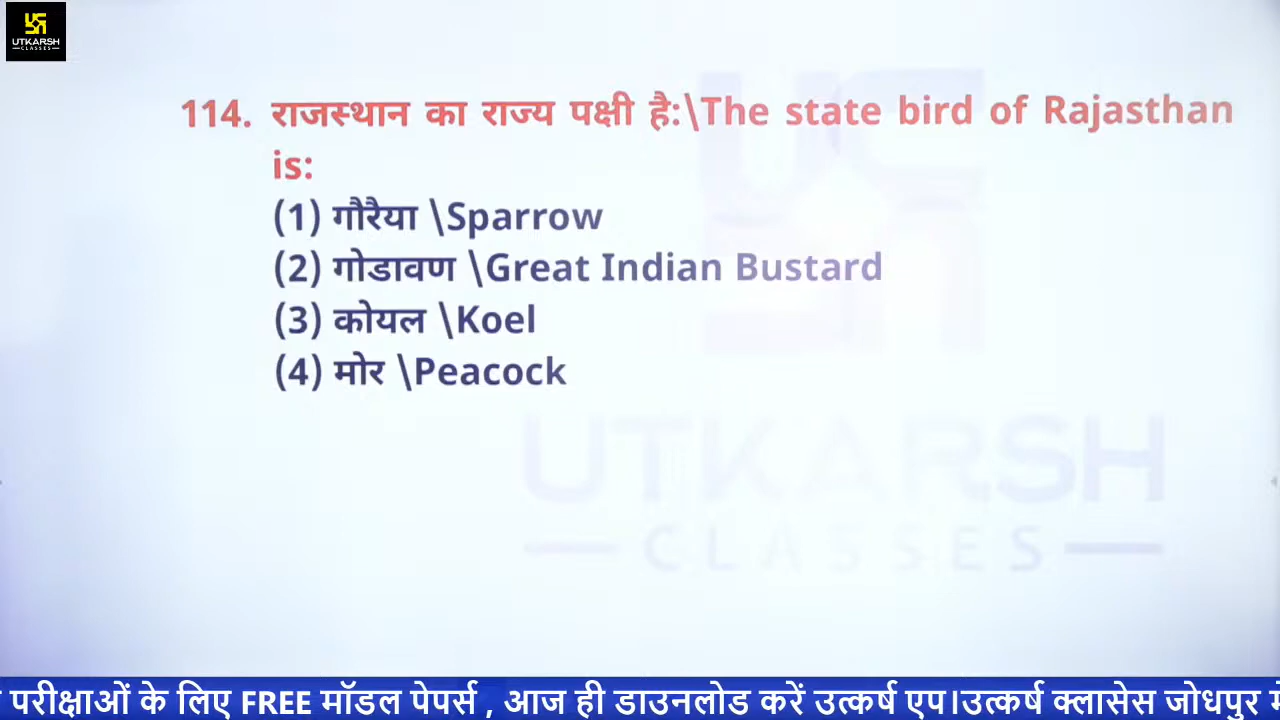 UTKARSH
CLASSES
114. राजस्थान का राज्य पक्षी है:\The state bird of Rajasthan
is:
(1) गौरैया \Sparrow
(2) गोडावण \Great Indian Bustard
(3) कोयल \Koel
(4) मोर \Peacock
UTKARSH
CLASSES
परीक्षाओं के लिए FREE मॉडल पेपर्स , आज ही डाउनलोड करें उत्कर्ष एप।उत्कर्ष क्लासेस जोधपुर